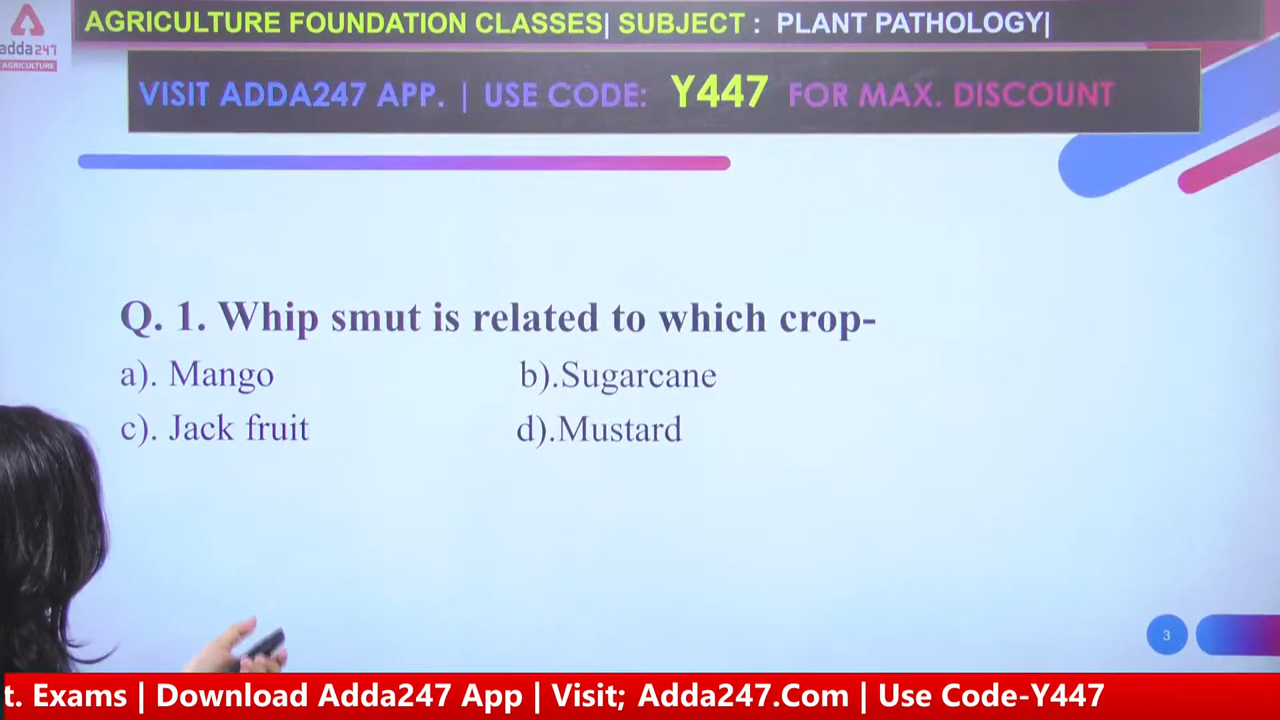 AGRICULTURE FOUNDATION CLASSES| SUBJECT : PLANT PATHOLOGY|
adda247
AGRICULTURE
VISIT ADDA247 APP. | USE CODE: Y447 FOR MAX. DISCOUNT
Q. 1. Whip smut is related to which crop-
a). Mango b).Sugarcane
c). Jack fruit d).Mustard
3
t. Exams | Download Adda247 App | Visit; Adda247.Com | Use Code-Y447